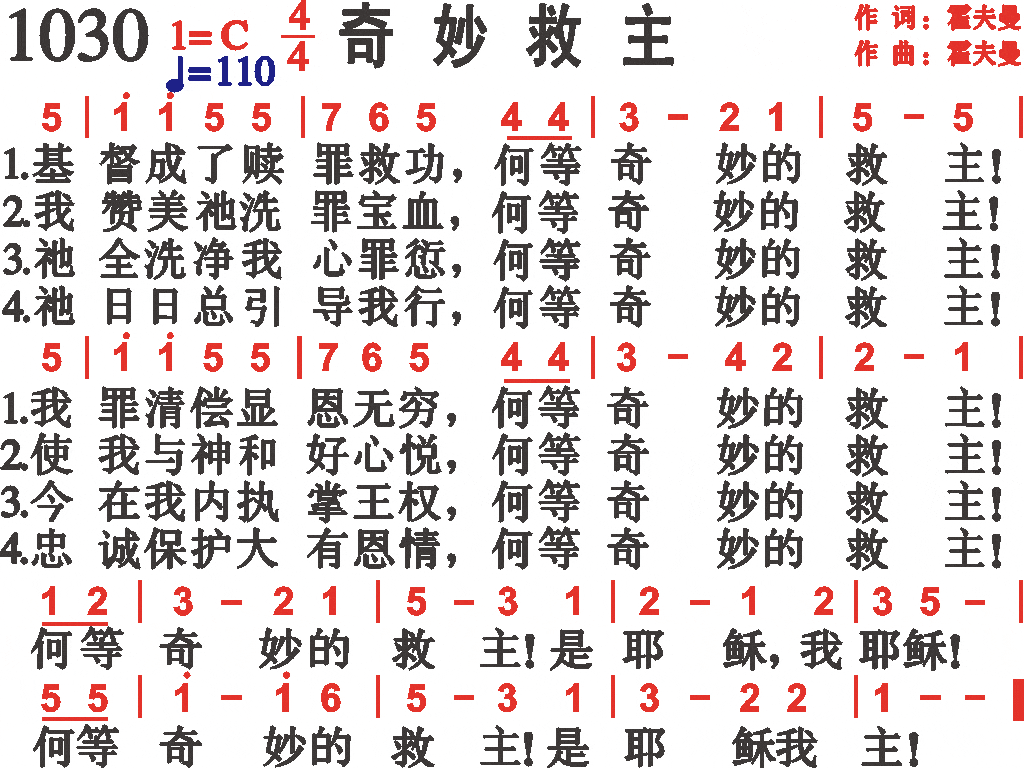 1030 1=C 4/4 奇妙救主 作词：霍夫曼
♩=110 作曲：霍夫曼
5 | i i 5 5 | 7 6 5 4 4 | 3 - 2 1 | 5 - 5 |
1.基督成了赎罪救功，何等奇妙的救主！
2.我赞美祂洗罪宝血，何等奇妙的救主！
3.祂全洗净我心罪愆，何等奇妙的救主！
4.祂日日总引导我行，何等奇妙的救主！
5 | i i 5 5 | 7 6 5 4 4 | 3 - 4 2 | 2 - 1 |
1.我罪清偿显恩无穷，何等奇妙的救主！
2.使我与神和好心悦，何等奇妙的救主！
3.今在我内执掌王权，何等奇妙的救主！
4.忠诚保护大有恩情，何等奇妙的救主！
1 2 | 3 - 2 1 | 5 - 3 1 | 2 - 1 2 | 3 5 - |
何等奇妙的救主！是耶稣，我耶稣！
5 5 | i - i 6 | 5 - 3 1 | 3 - 2 2 | 1 - -
何等奇妙的救主！是耶稣我主！